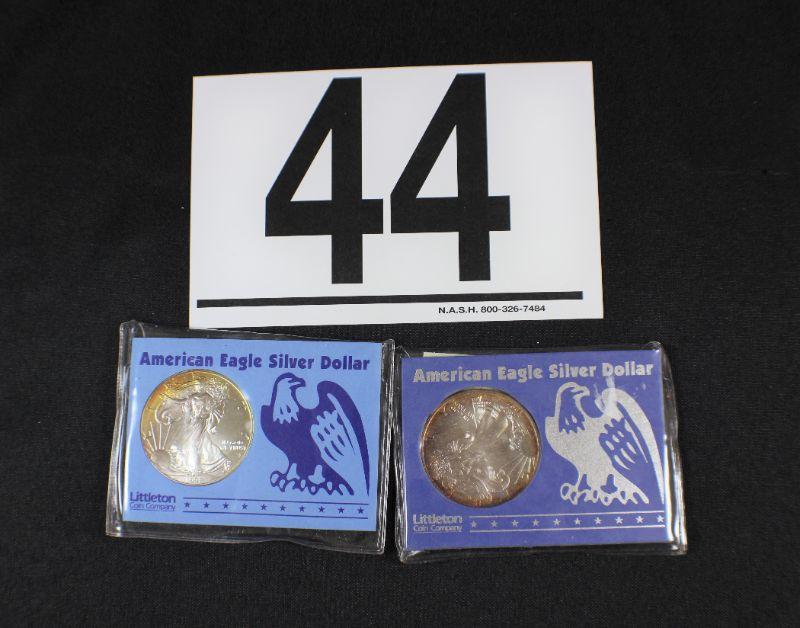 44
N.A.S.H. 800-326-7484
American Eagle Silver Dollar
Littleton
Coin Company
American Eagle Silver Dollar
Littleton
Coin Company